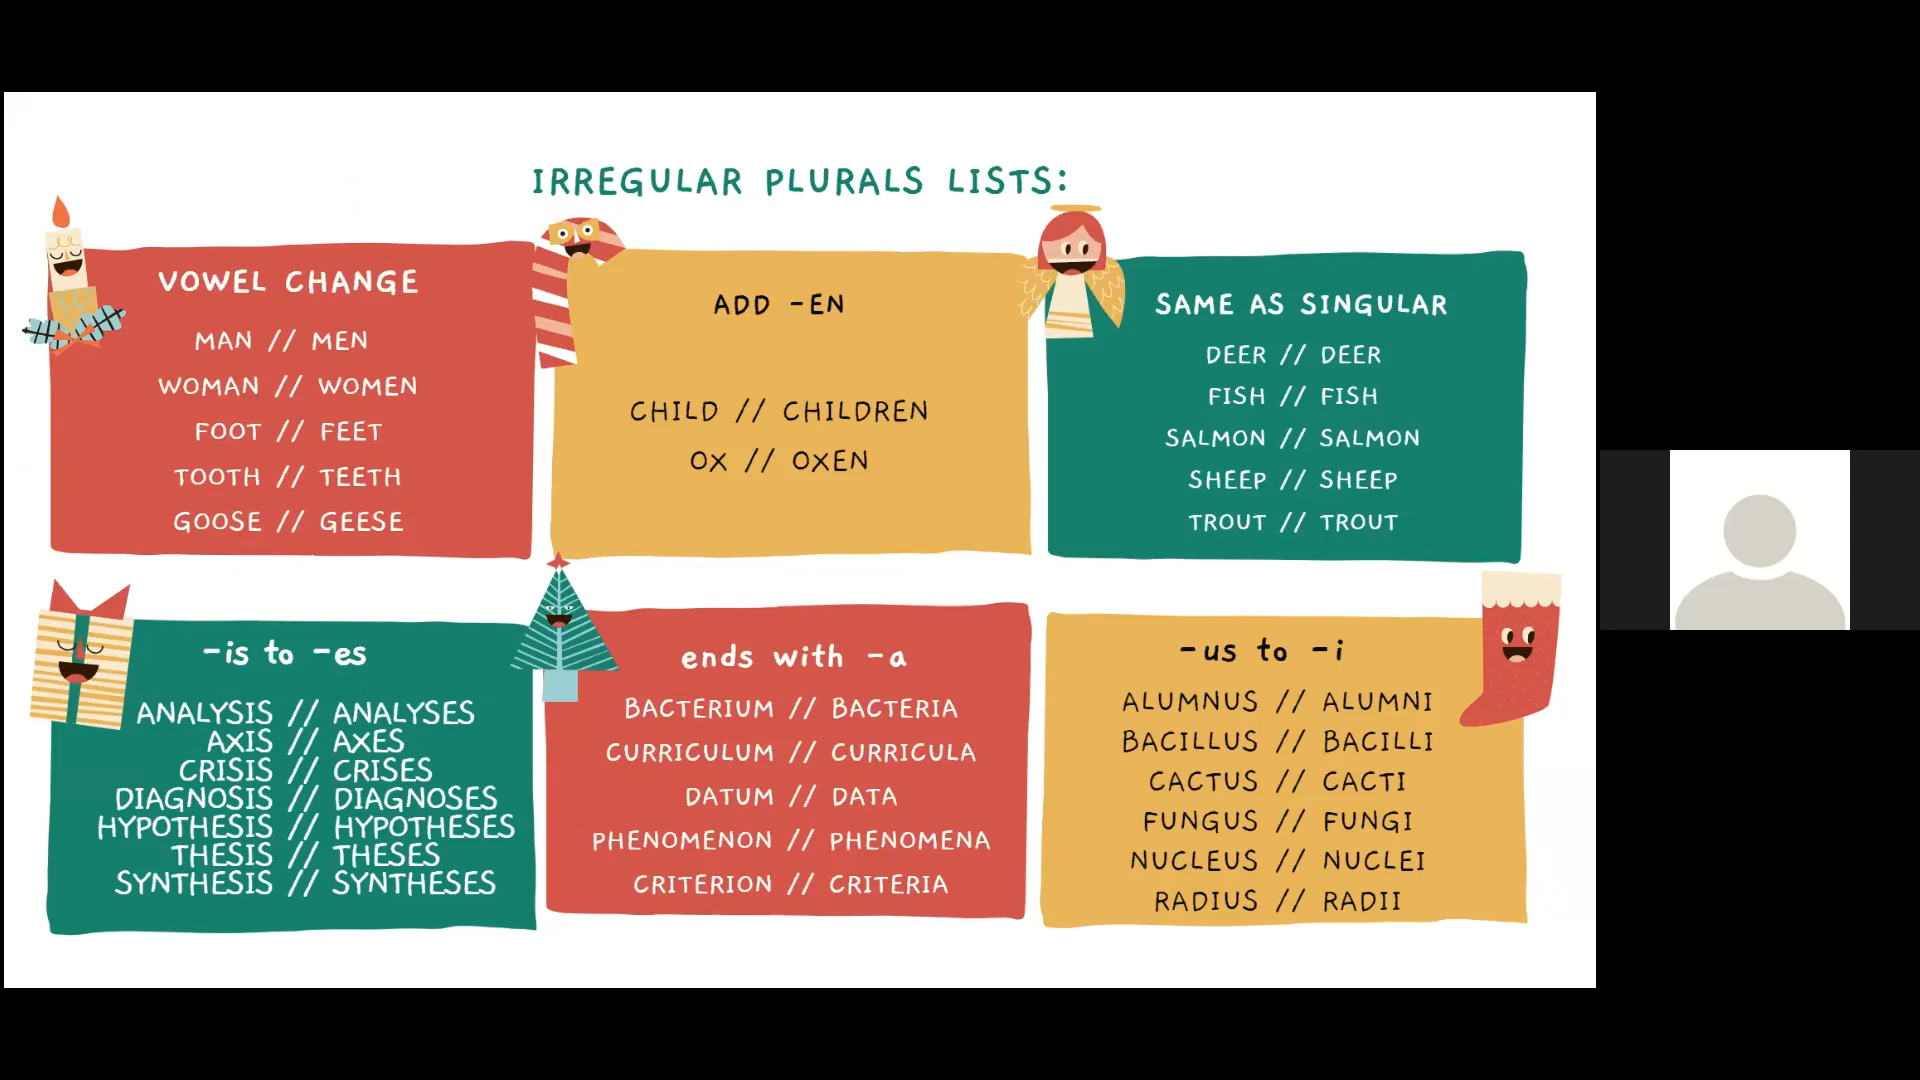 IRREGULAR PLURALS LISTS:
VOWEL CHANGE
MAN // MEN
WOMAN // WOMEN
FOOT // FEET
TOOTH // TEETH
GOOSE // GEESE
ADD -EN
CHILD // CHILDREN
OX // OXEN
SAME AS SINGULAR
DEER // DEER
FISH // FISH
SALMON // SALMON
SHEEP // SHEEP
TROUT // TROUT
-is to -es
ANALYSIS // ANALYSES
AXIS // AXES
CRISIS // CRISES
DIAGNOSIS // DIAGNOSES
HYPOTHESIS // HYPOTHESES
THESIS // THESES
SYNTHESIS // SYNTHESES
ends with -a
BACTERIUM // BACTERIA
CURRICULUM // CURRICULA
DATUM // DATA
PHENOMENON // PHENOMENA
CRITERION // CRITERIA
-us to -i
ALUMNUS // ALUMNI
BACILLUS // BACILLI
CACTUS // CACTI
FUNGUS // FUNGI
NUCLEUS // NUCLEI
RADIUS // RADII